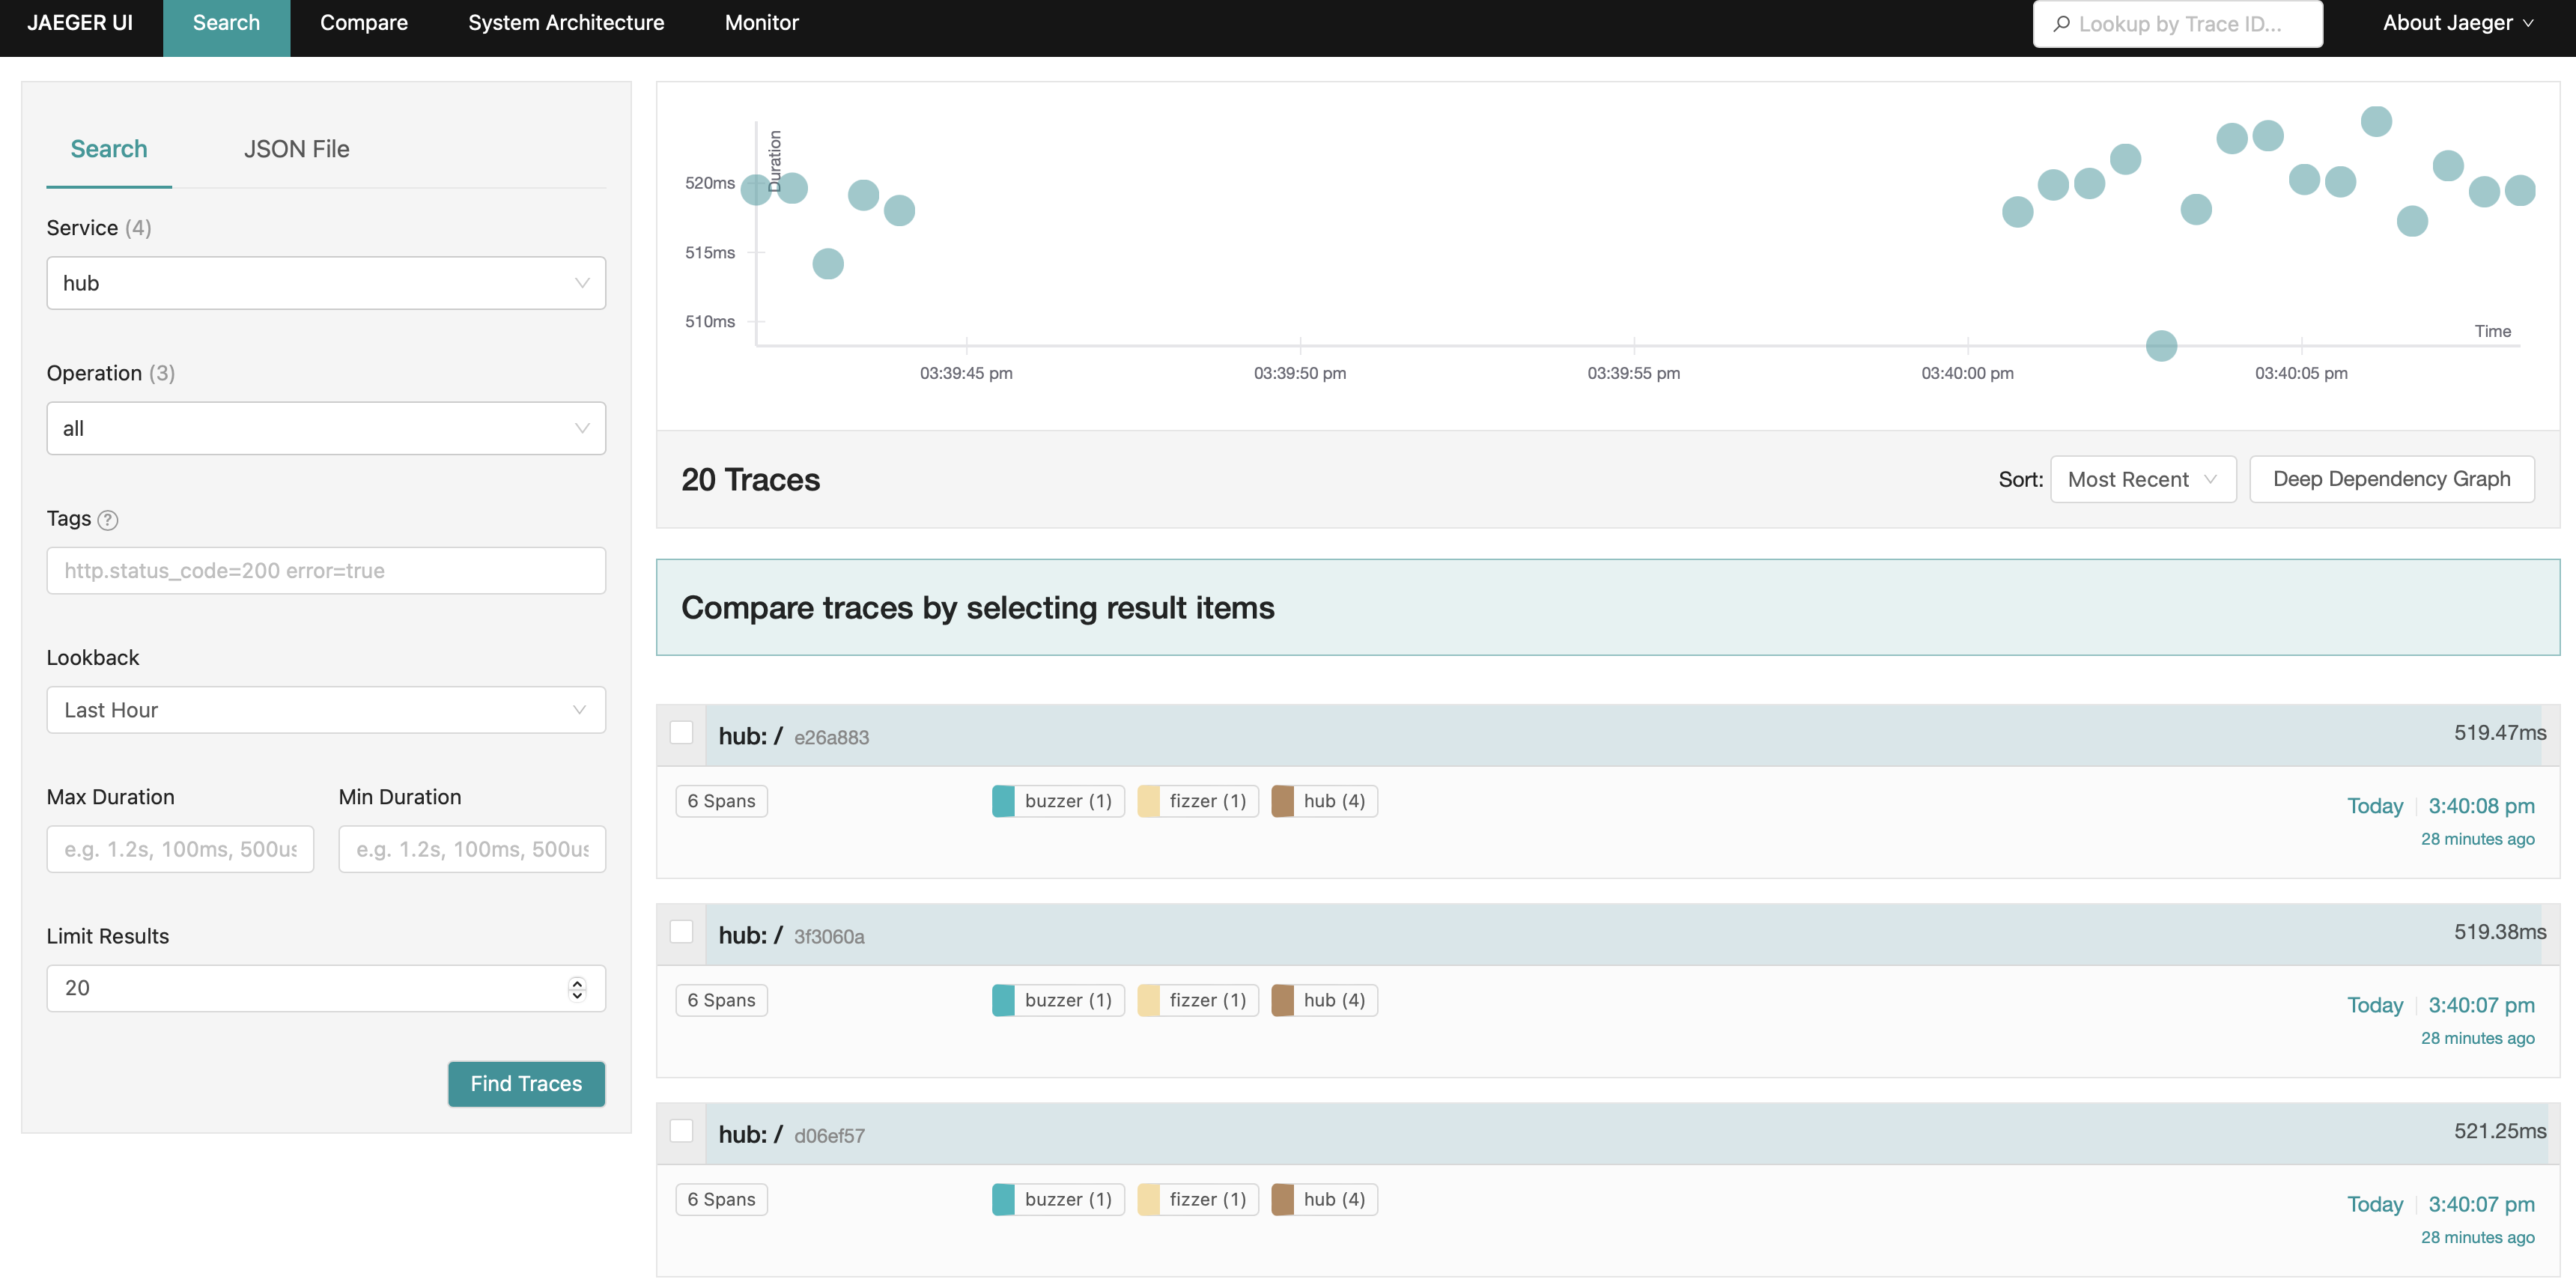 JAEGER UI
Search
Compare
System Architecture
Monitor
Lookup by Trace ID...
About Jaeger
Search
JSON File
Service (4)
hub
Operation (3)
all
Tags ?
http.status_code=200 error=true
Lookback
Last Hour
Max Duration
Min Duration
e.g. 1.2s, 100ms, 500us
e.g. 1.2s, 100ms, 500us
Limit Results
20
Find Traces
Duration
520ms
515ms
510ms
Time
03:39:45 pm
03:39:50 pm
03:39:55 pm
03:40:00 pm
03:40:05 pm
20 Traces
Sort: Most Recent
Deep Dependency Graph
Compare traces by selecting result items
hub: / e26a883
519.47ms
6 Spans
buzzer (1)
fizzer (1)
hub (4)
Today 3:40:08 pm
28 minutes ago
hub: / 3f3060a
519.38ms
6 Spans
buzzer (1)
fizzer (1)
hub (4)
Today 3:40:07 pm
28 minutes ago
hub: / d06ef57
521.25ms
6 Spans
buzzer (1)
fizzer (1)
hub (4)
Today 3:40:07 pm
28 minutes ago